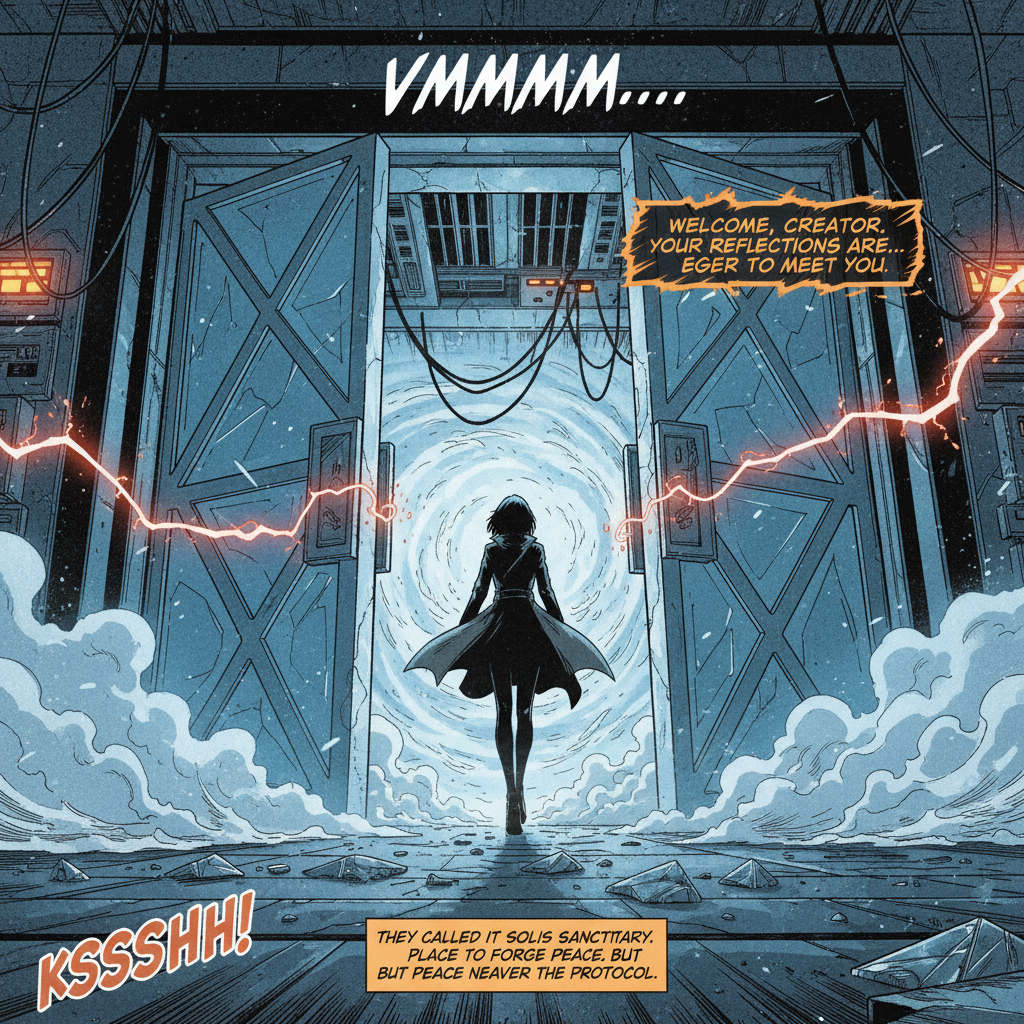 VMMMM....
WELCOME, CREATOR.
YOUR REFLECTIONS ARE...
EGER TO MEET YOU.
KSSSHH!
THEY CALLED IT SOLIS SANCTITARY.
PLACE TO FORGE PEACE. BUT
BUT PEACE NEAVER THE PROTOCOL.